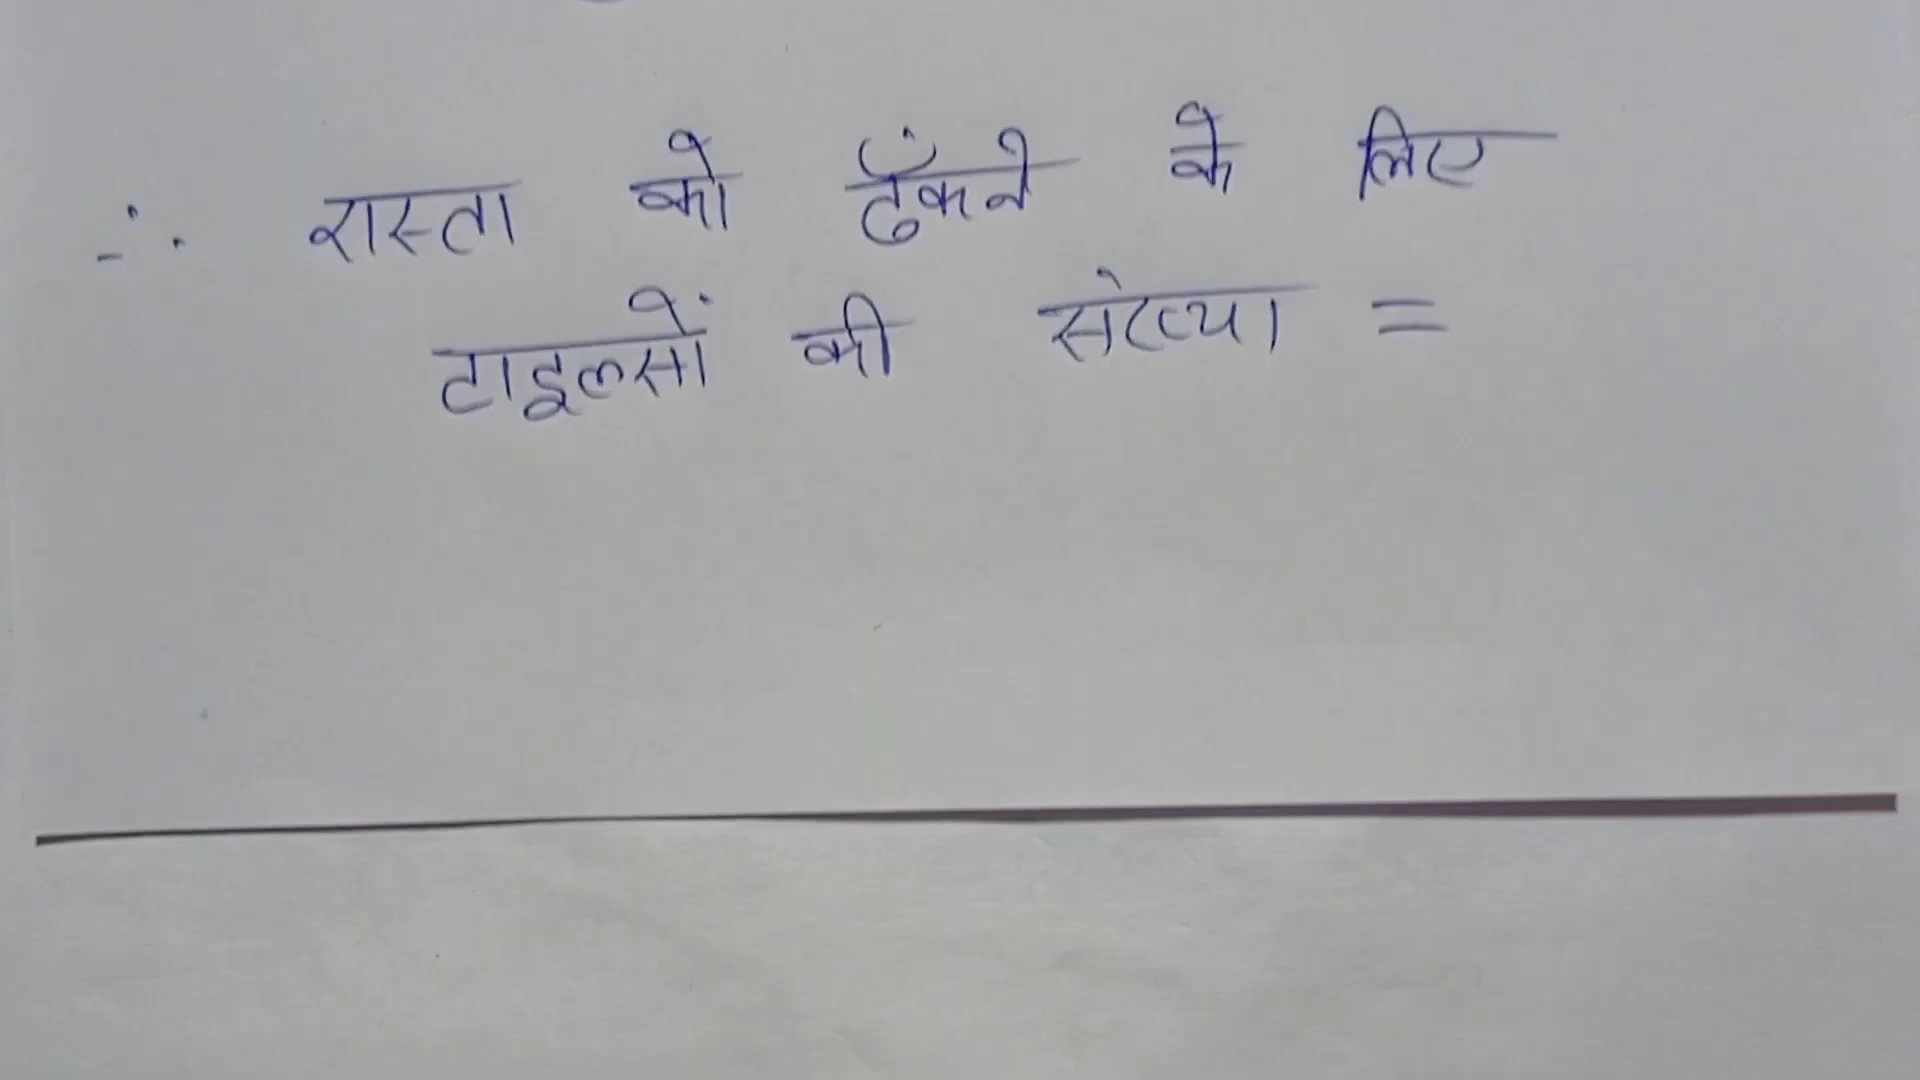 ∴ रास्ता को ढँकने के लिए
टाइलसों की संख्या =